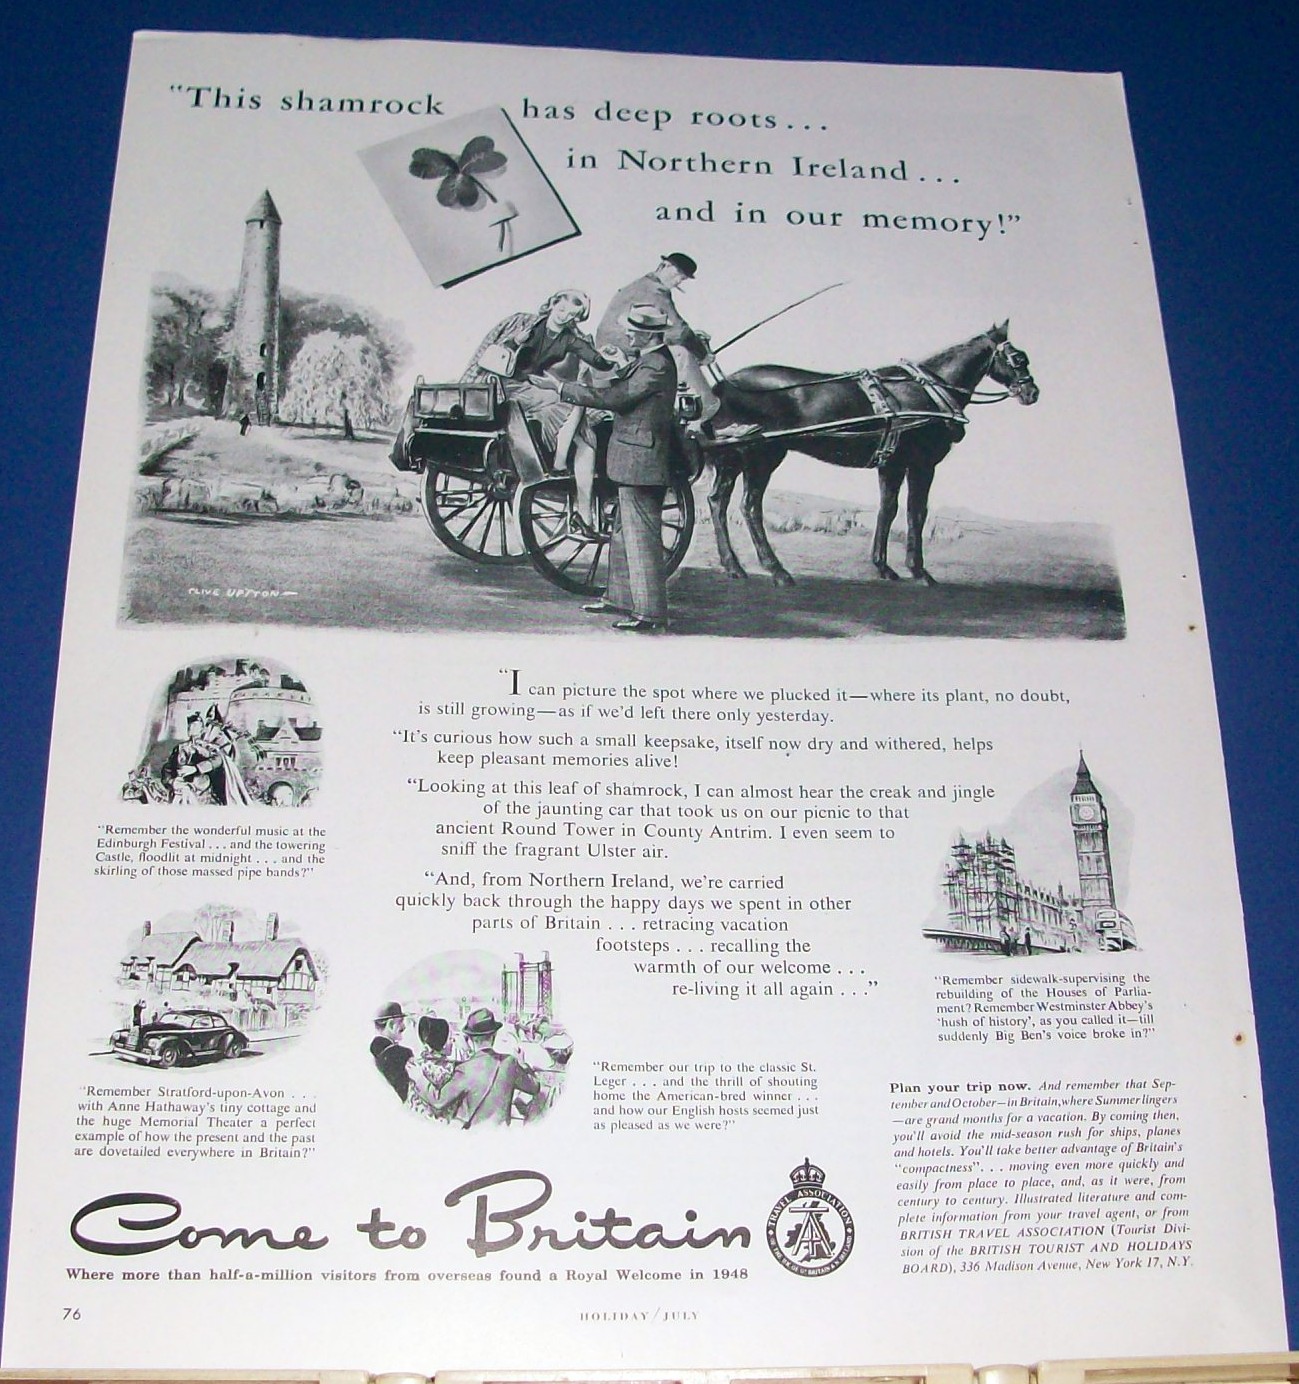 “This shamrock has deep roots...
in Northern Ireland...
and in our memory!”
CLIVE UPTTON
“I can picture the spot where we plucked it—where its plant, no doubt,
is still growing—as if we'd left there only yesterday.
“It's curious how such a small keepsake, itself now dry and withered, helps
keep pleasant memories alive!
“Looking at this leaf of shamrock, I can almost hear the creak and jingle
of the jaunting car that took us on our picnic to that
ancient Round Tower in County Antrim. I even seem to
sniff the fragrant Ulster air.
“And, from Northern Ireland, we're carried
quickly back through the happy days we spent in other
parts of Britain . . . retracing vacation
footsteps . . . recalling the
warmth of our welcome . . .
re-living it all again . . .”
“Remember the wonderful music at the
Edinburgh Festival . . . and the towering
Castle, floodlit at midnight . . . and the
skirling of those massed pipe bands?”
“Remember Stratford-upon-Avon . . .
with Anne Hathaway's tiny cottage and
the huge Memorial Theater a perfect
example of how the present and the past
are dovetailed everywhere in Britain?”
“Remember our trip to the classic St.
Leger . . . and the thrill of shouting
home the American-bred winner . . .
and how our English hosts seemed just
as pleased as we were?”
“Remember sidewalk-supervising the
rebuilding of the Houses of Parlia-
ment? Remember Westminster Abbey's
‘hush of history’, as you called it—till
suddenly Big Ben's voice broke in?”
Plan your trip now. And remember that Sep-
tember and October—in Britain, where Summer lingers
—are grand months for a vacation. By coming then,
you'll avoid the mid-season rush for ships, planes
and hotels. You'll take better advantage of Britain's
“compactness”. . . moving even more quickly and
easily from place to place, and, as it were, from
century to century. Illustrated literature and com-
plete information from your travel agent, or from
BRITISH TRAVEL ASSOCIATION (Tourist Divi-
sion of the BRITISH TOURIST AND HOLIDAYS
BOARD), 336 Madison Avenue, New York 17, N.Y.
Come to Britain
TRAVEL ASSOCIATION
Where more than half-a-million visitors from overseas found a Royal Welcome in 1948
76
HOLIDAY / JULY